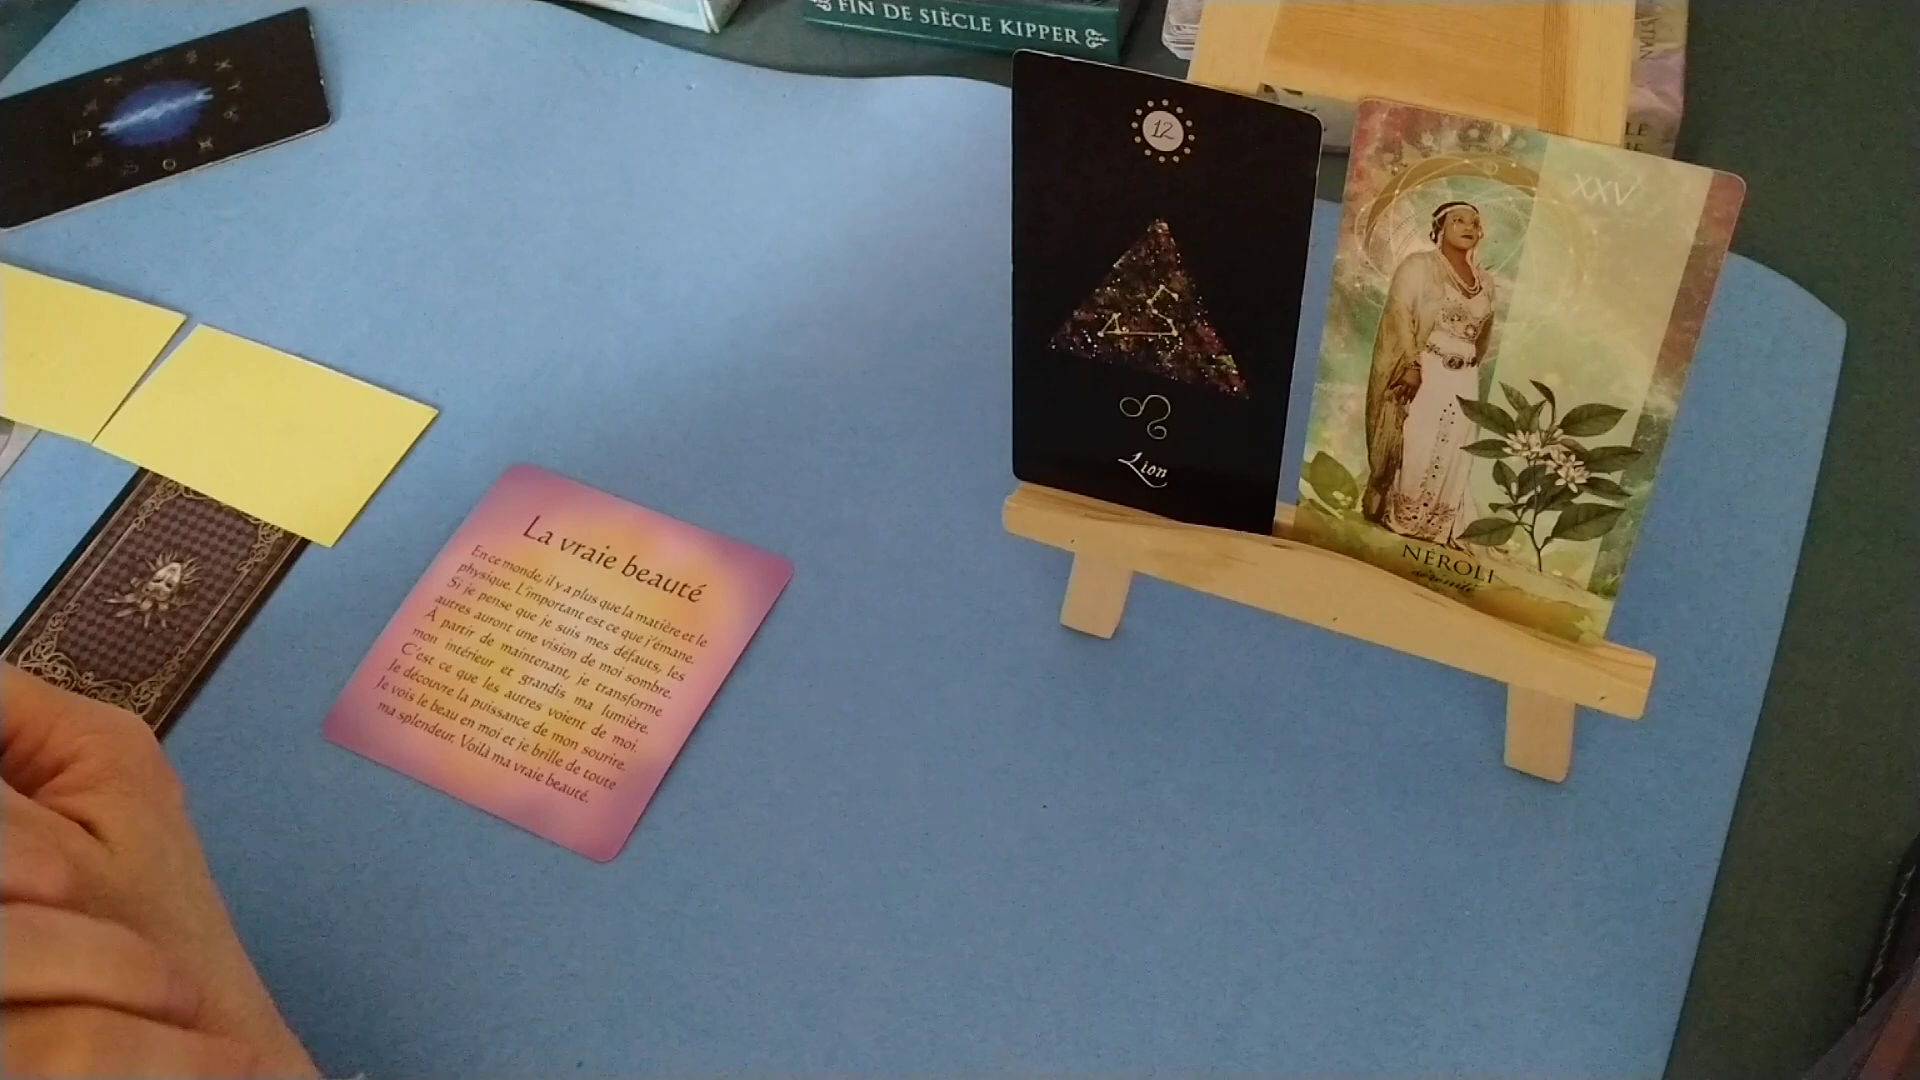 FIN DE SIÈCLE KIPPER
12
Lion
XXV
NÉROLI
sérénité
La vraie beauté
En ce monde, il y a plus que la matière et le
physique. L'important est ce que j'émane.
Si je pense que je suis mes défauts, les
autres auront une vision de moi sombre.
À partir de maintenant, je transforme
mon intérieur et grandis ma lumière.
C'est ce que les autres voient de moi.
Je découvre la puissance de mon sourire.
Je vois le beau en moi et je brille de toute
ma splendeur. Voilà ma vraie beauté.